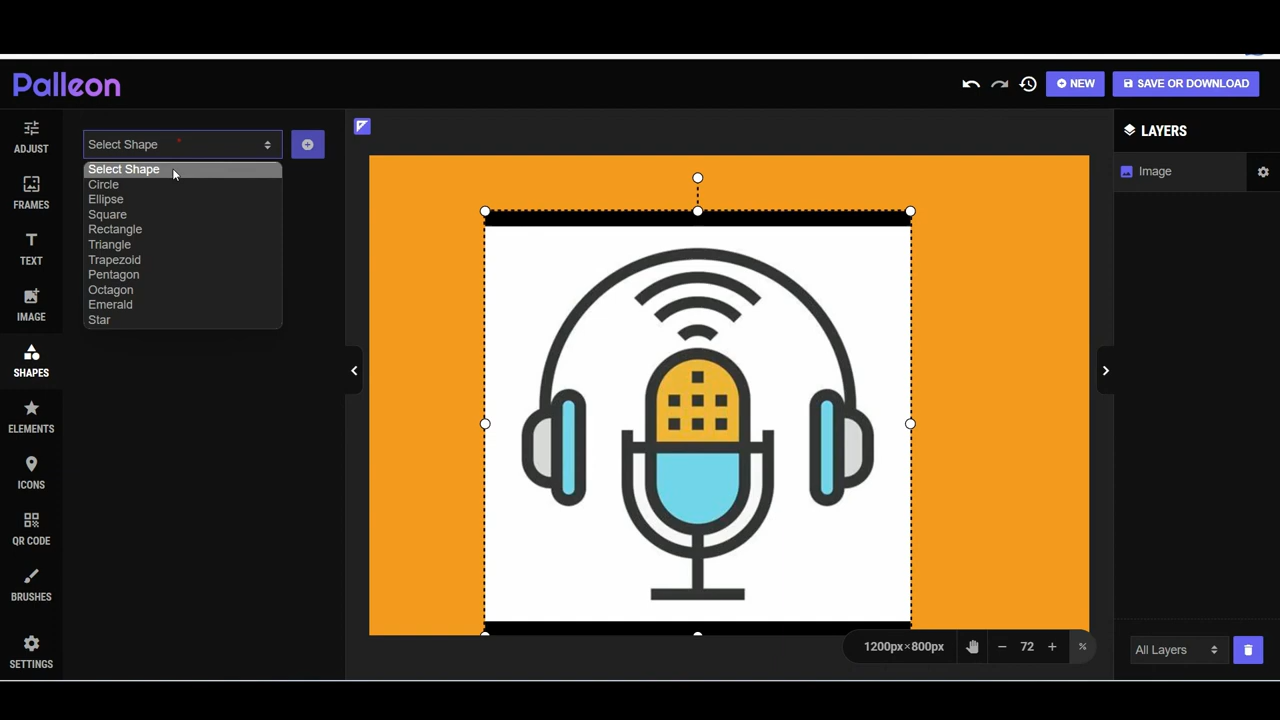 Palleon
NEW
SAVE OR DOWNLOAD
ADJUST
FRAMES
TEXT
IMAGE
SHAPES
ELEMENTS
ICONS
QR CODE
BRUSHES
SETTINGS
Select Shape
Select Shape
Circle
Ellipse
Square
Rectangle
Triangle
Trapezoid
Pentagon
Octagon
Emerald
Star
1200px×800px
72
%
LAYERS
Image
All Layers